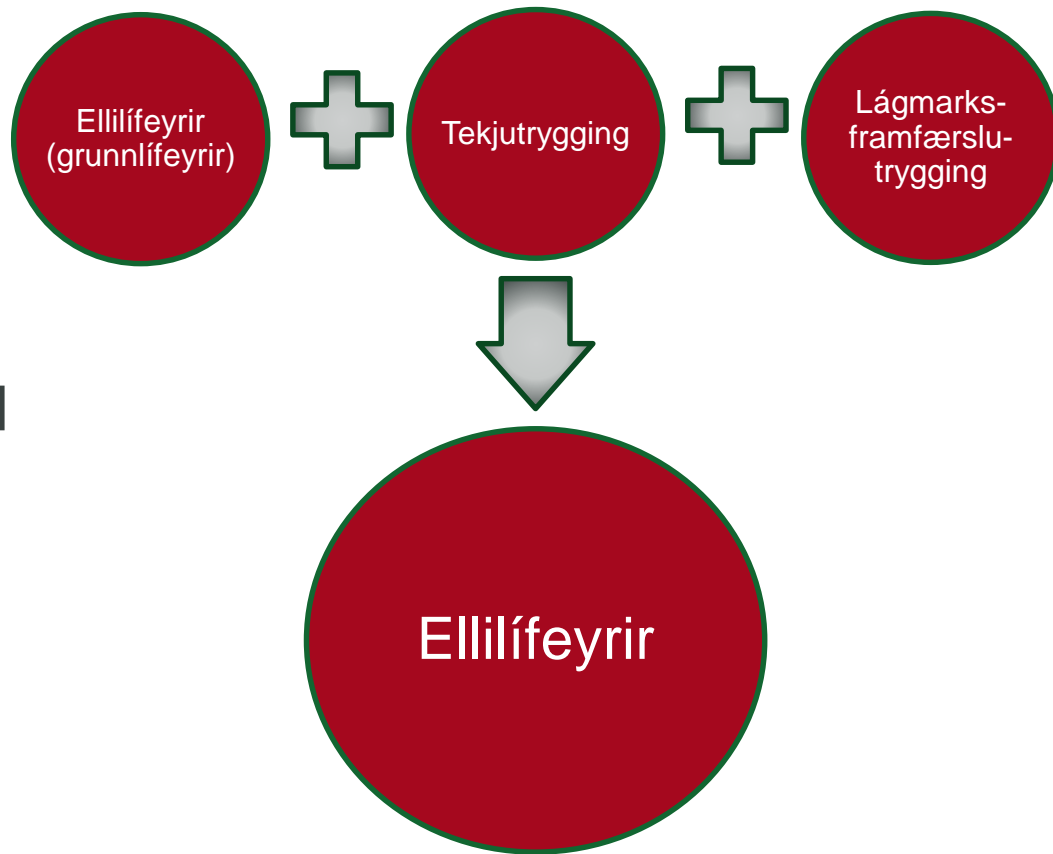 Ellilífeyrir
(grunnlífeyrir)
Tekjutrygging
Lágmarks-
framfærslu-
trygging
Ellilífeyrir